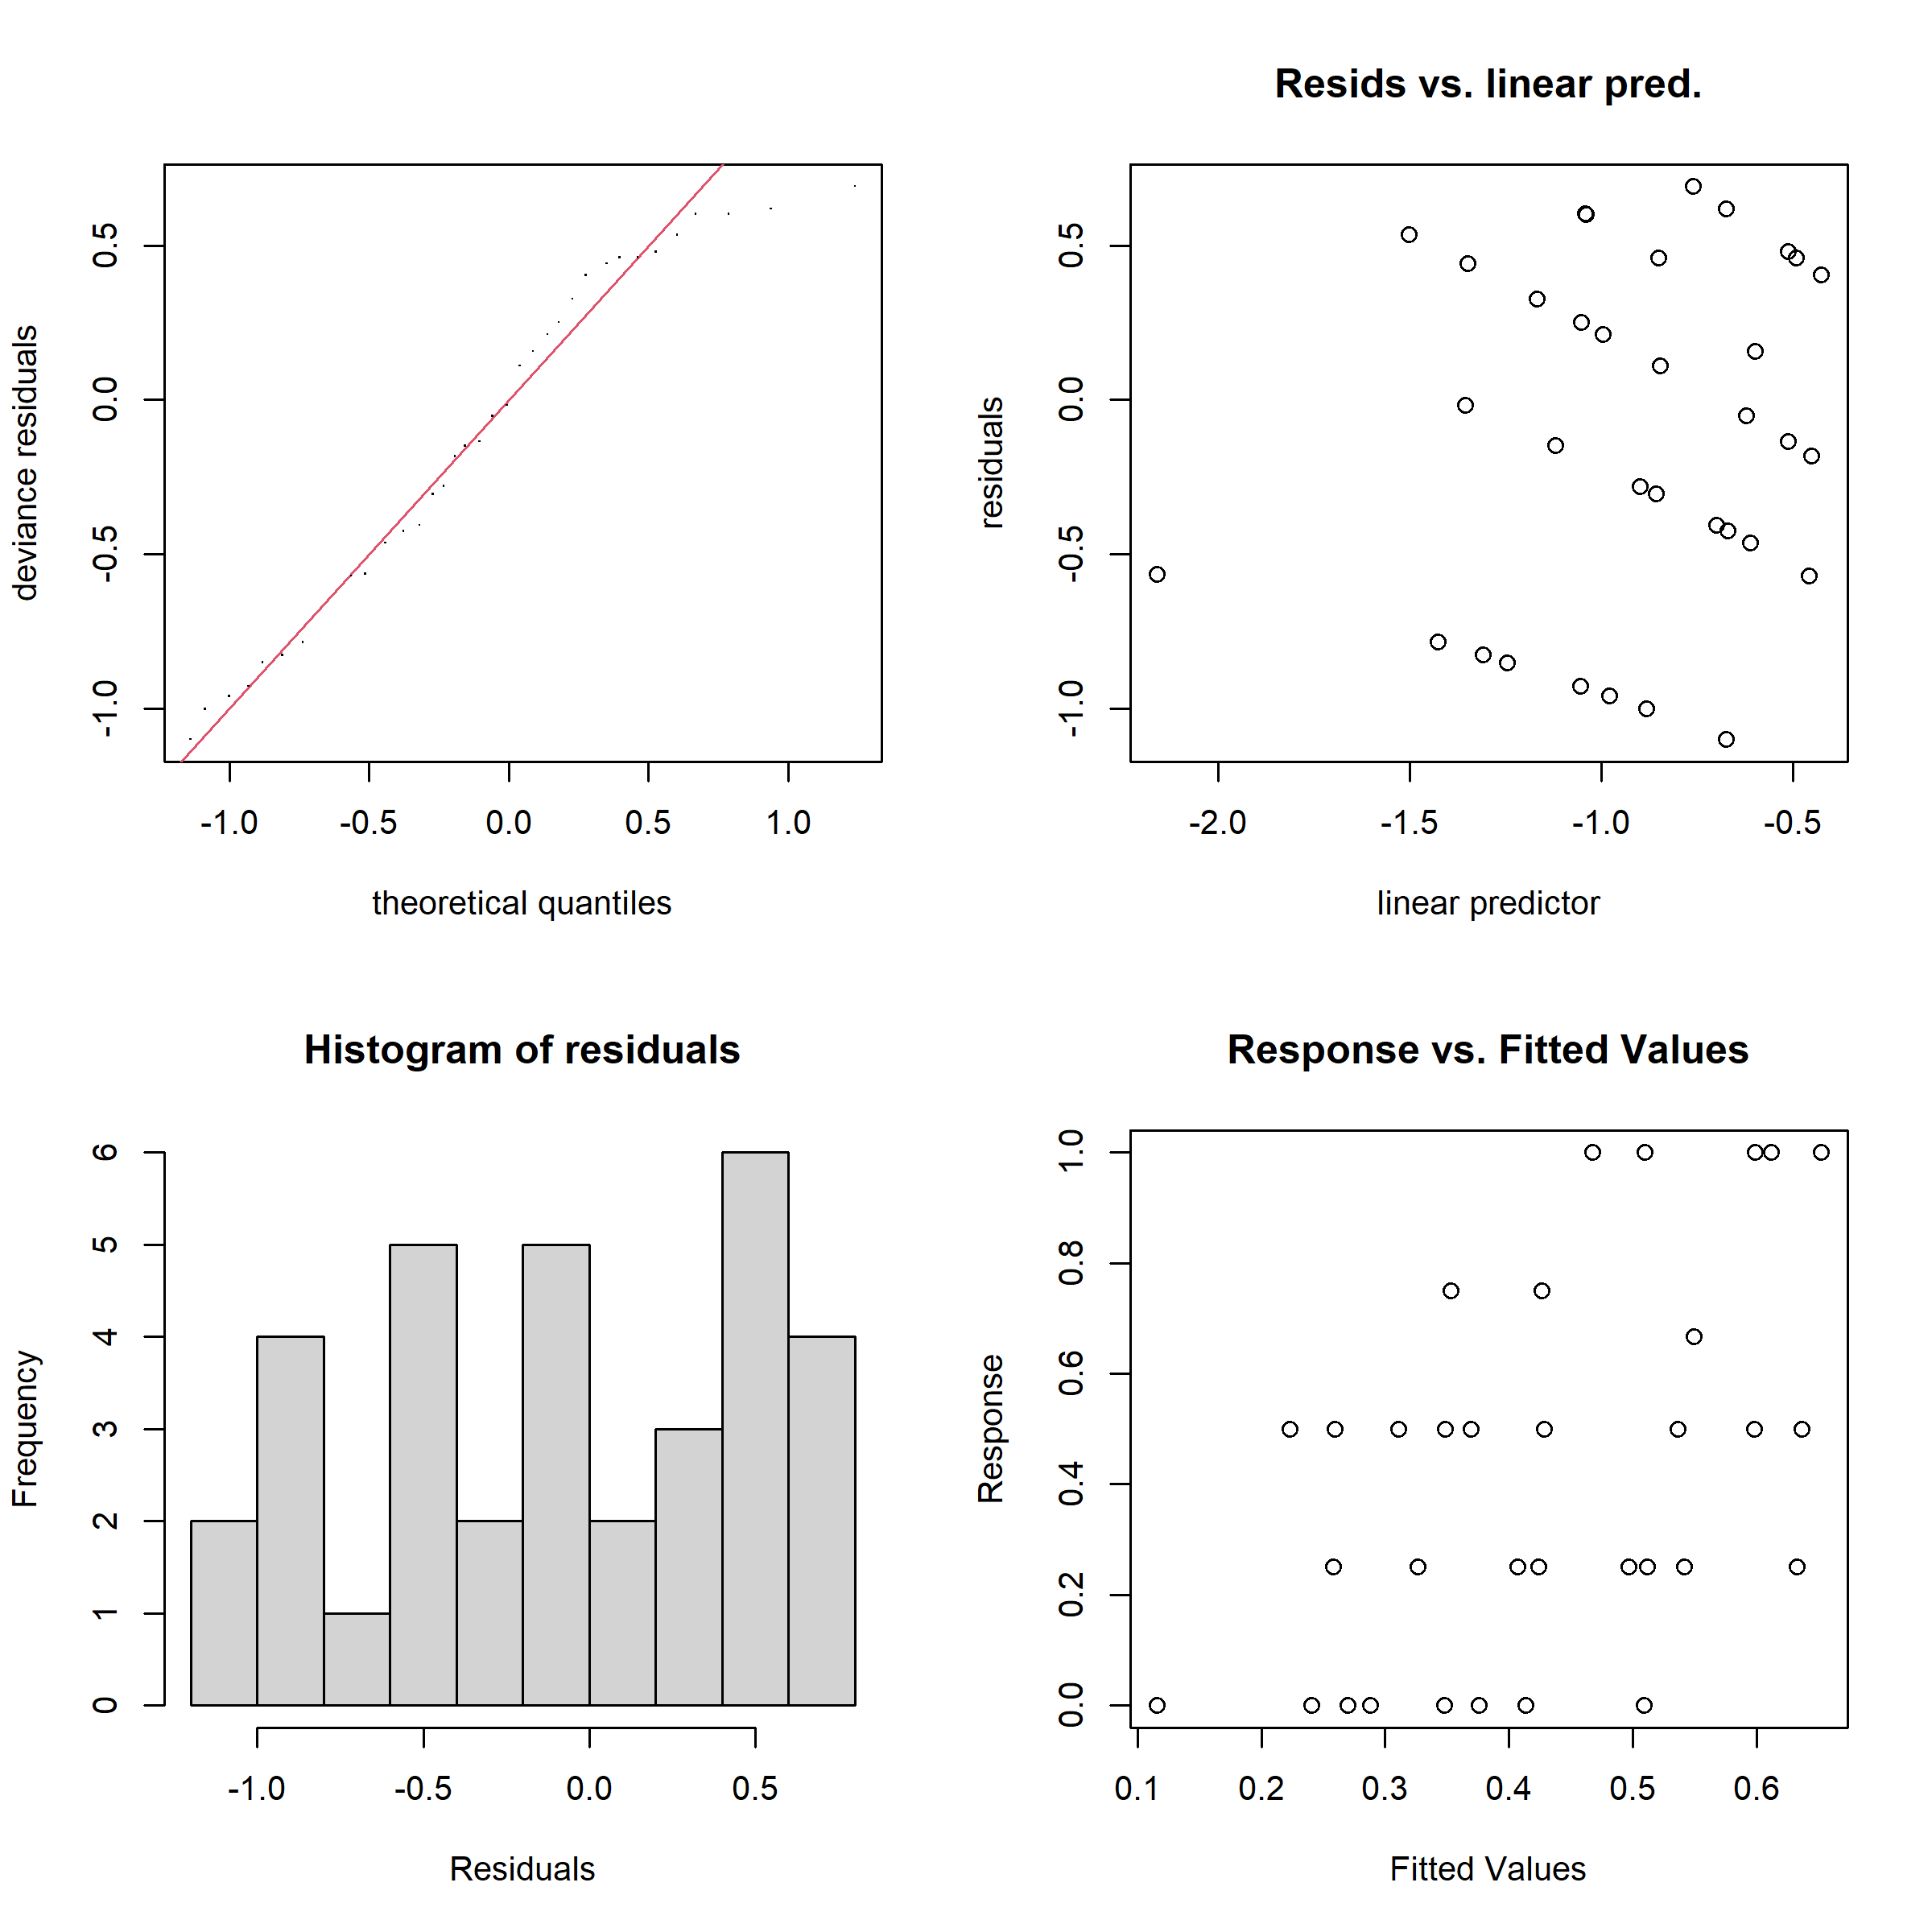 deviance residuals
0.5
0.0
-0.5
-1.0
-1.0 -0.5 0.0 0.5 1.0
theoretical quantiles
Resids vs. linear pred.
residuals
0.5
0.0
-0.5
-1.0
-2.0 -1.5 -1.0 -0.5
linear predictor
Histogram of residuals
Frequency
6
5
4
3
2
1
0
-1.0 -0.5 0.0 0.5
Residuals
Response vs. Fitted Values
Response
1.0
0.8
0.6
0.4
0.2
0.0
0.1 0.2 0.3 0.4 0.5 0.6
Fitted Values